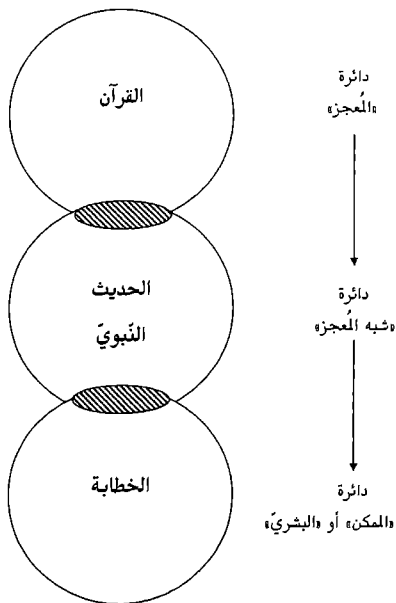 القرآن
دائرة
«المُعجز»
الحديث
النّبويّ
دائرة
«شبه المُعجز»
الخطابة
دائرة
«الممكن» أو «البشريّ»